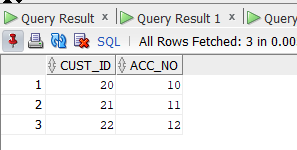 Query Result x Query Result 1 x Query
SQL | All Rows Fetched: 3 in 0.00
CUST_ID ACC_NO
1 20 10
2 21 11
3 22 12